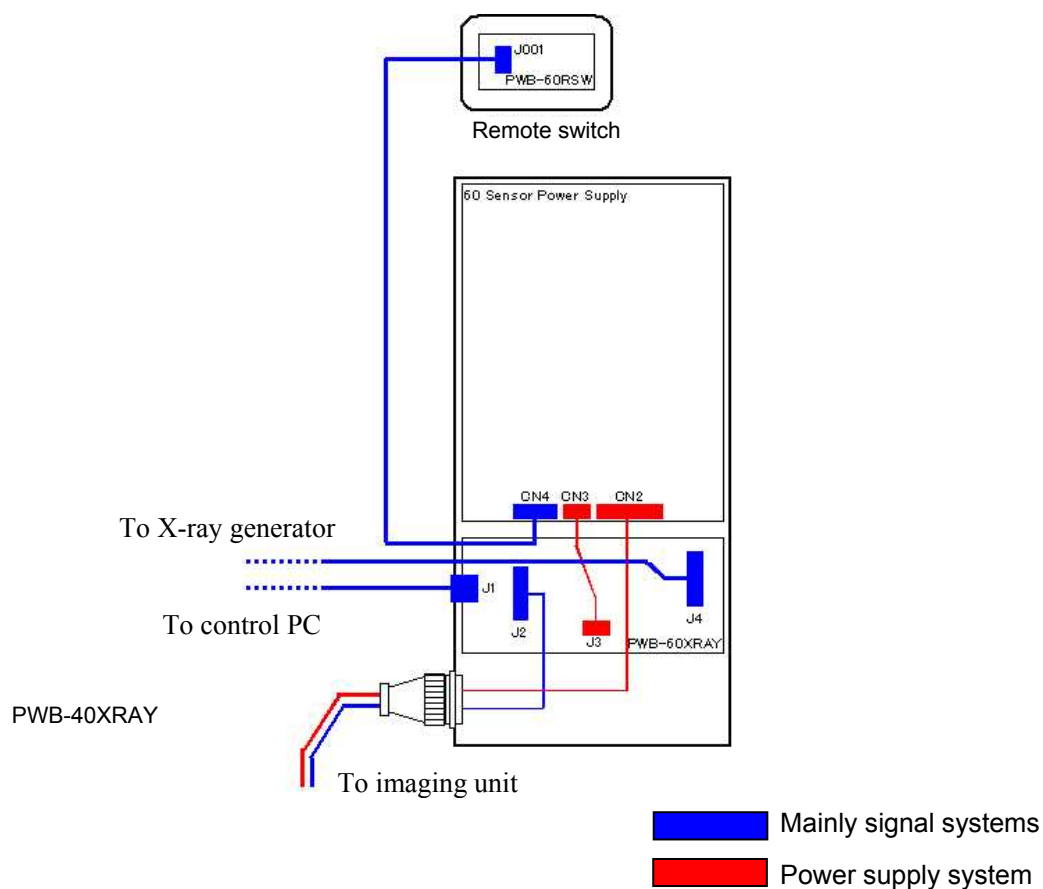 J001
PWB-60RSW
Remote switch
60 Sensor Power Supply
CN4 CN3 CN2
To X-ray generator
J1
J2
J3
J4
To control PC
PWB-60XRAY
PWB-40XRAY
To imaging unit
Mainly signal systems
Power supply system